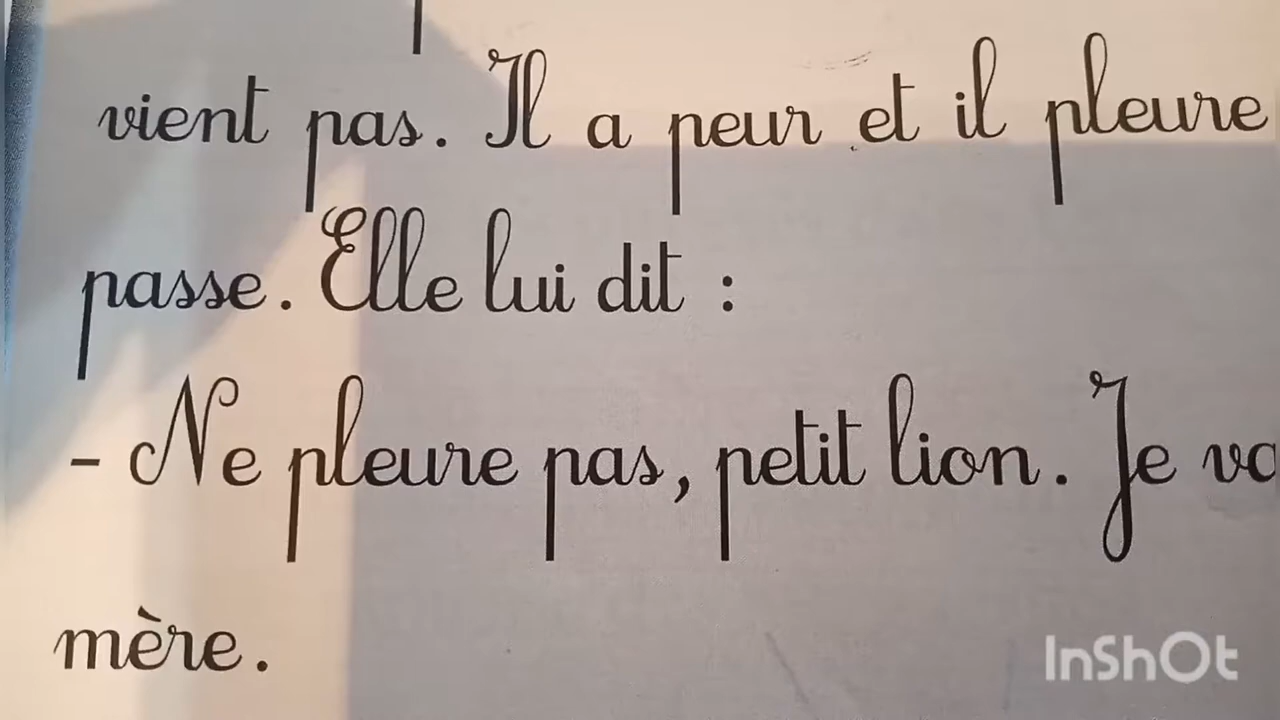 vient pas. Il a peur et il pleure
passe. Elle lui dit :
- Ne pleure pas, petit lion. Je
mère.
InShOt